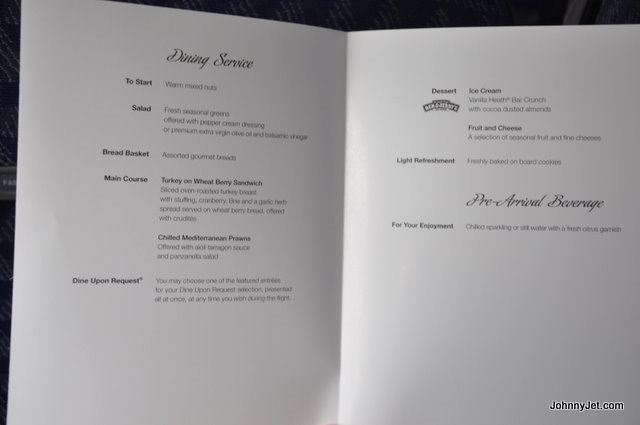 Dining Service
To Start
Warm mixed nuts
Salad
Fresh seasonal greens
offered with pepper cream dressing
or premium extra virgin olive oil and balsamic vinegar
Bread Basket
Assorted gourmet breads
Main Course
Turkey on Wheat Berry Sandwich
Sliced oven-roasted turkey breast
with stuffing, cranberry, Brie and a garlic herb
spread served on wheat berry bread, offered
with crudités
Chilled Mediterranean Prawns
Offered with aïoli tarragon sauce
and panzanella salad
Dine Upon Request®
You may choose one of the featured entrées
for your Dine Upon Request selection, presented
all at once, at any time you wish during the flight.
Dessert
BEN & JERRY'S
Ice Cream
Vanilla Heath® Bar Crunch
with cocoa dusted almonds
Fruit and Cheese
A selection of seasonal fruit and fine cheeses
Light Refreshment
Freshly baked on board cookies
Pre-Arrival Beverage
For Your Enjoyment
Chilled sparkling or still water with a fresh citrus garnish
JohnnyJet.com